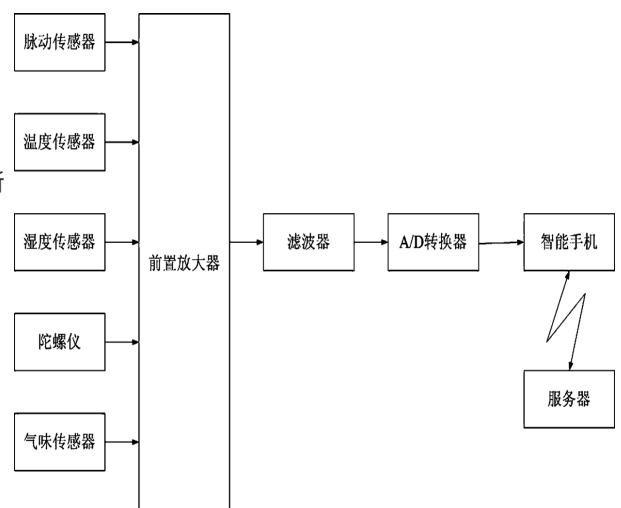 脉动传感器
温度传感器
湿度传感器
陀螺仪
气味传感器
前置放大器
滤波器
A/D转换器
智能手机
服务器